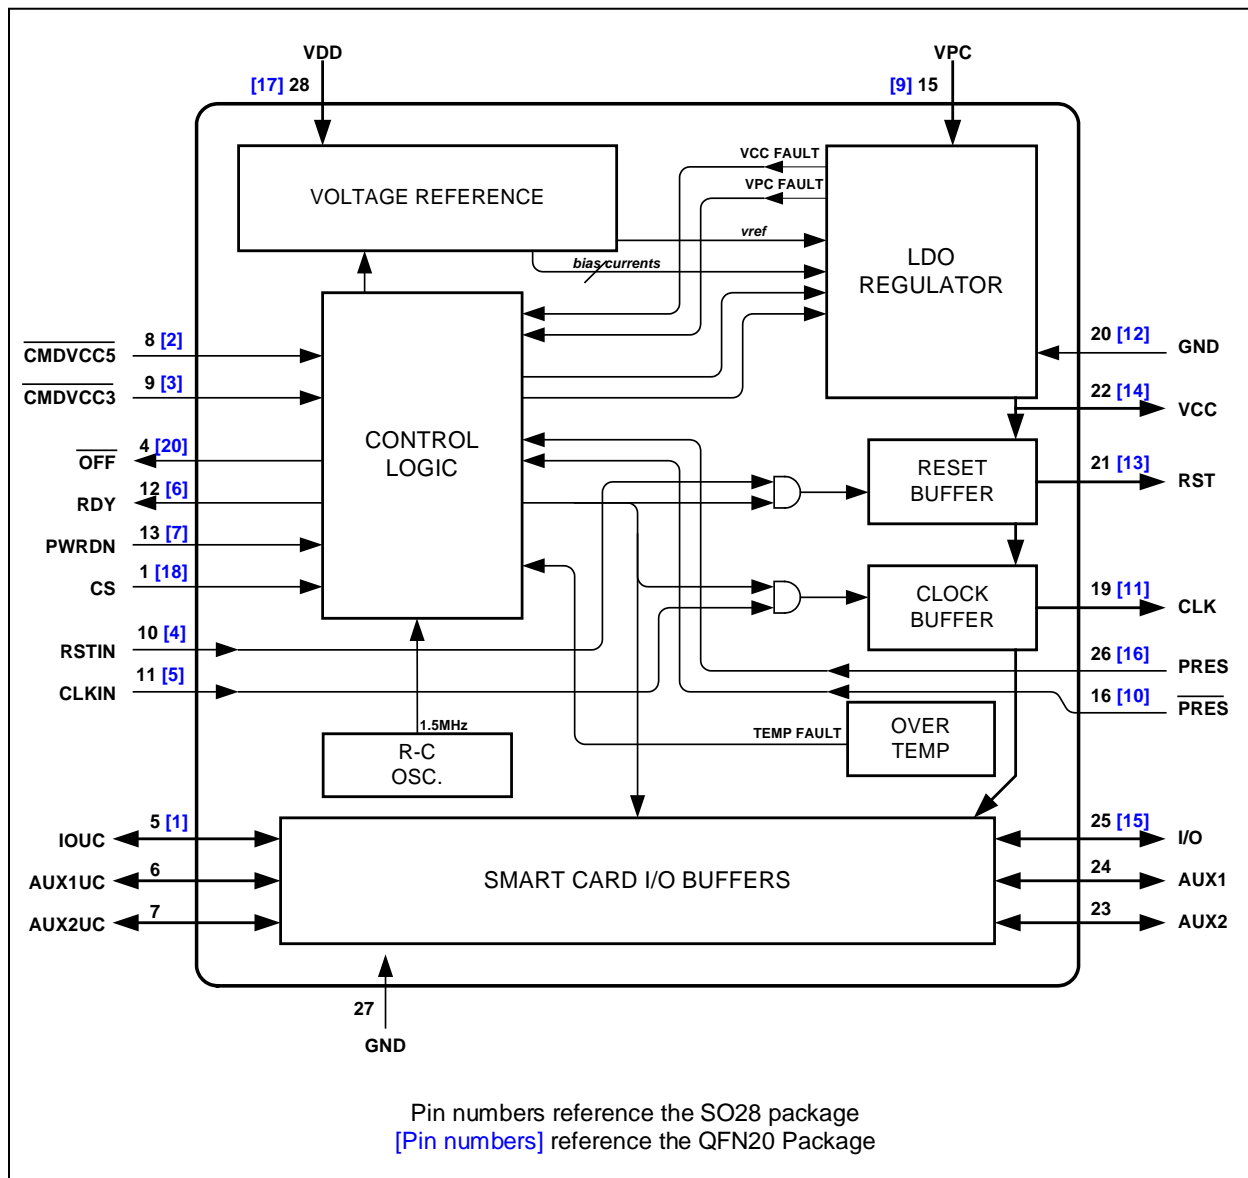 VDD
VPC
[17] 28
[9] 15
VCC FAULT
VPC FAULT
VOLTAGE REFERENCE
vref
bias currents
LDO
REGULATOR
8 [2]
CMDVCC5
9 [3]
CMDVCC3
4 [20]
OFF
12 [6]
RDY
13 [7]
PWRDN
1 [18]
CS
10 [4]
RSTIN
11 [5]
CLKIN
CONTROL
LOGIC
20 [12]
GND
22 [14]
VCC
RESET
BUFFER
21 [13]
RST
CLOCK
BUFFER
19 [11]
CLK
26 [16]
PRES
16 [10]
PRES
1.5MHz
R-C
OSC.
TEMP FAULT
OVER
TEMP
5 [1]
IOUC
6
AUX1UC
7
AUX2UC
SMART CARD I/O BUFFERS
25 [15]
I/O
24
AUX1
23
AUX2
27
GND
Pin numbers reference the SO28 package
[Pin numbers] reference the QFN20 Package